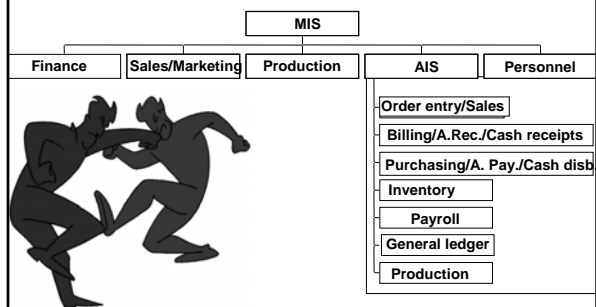 MIS
Finance
Sales/Marketing
Production
AIS
Personnel
Order entry/Sales
Billing/A.Rec./Cash receipts
Purchasing/A. Pay./Cash disb.
Inventory
Payroll
General ledger
Production